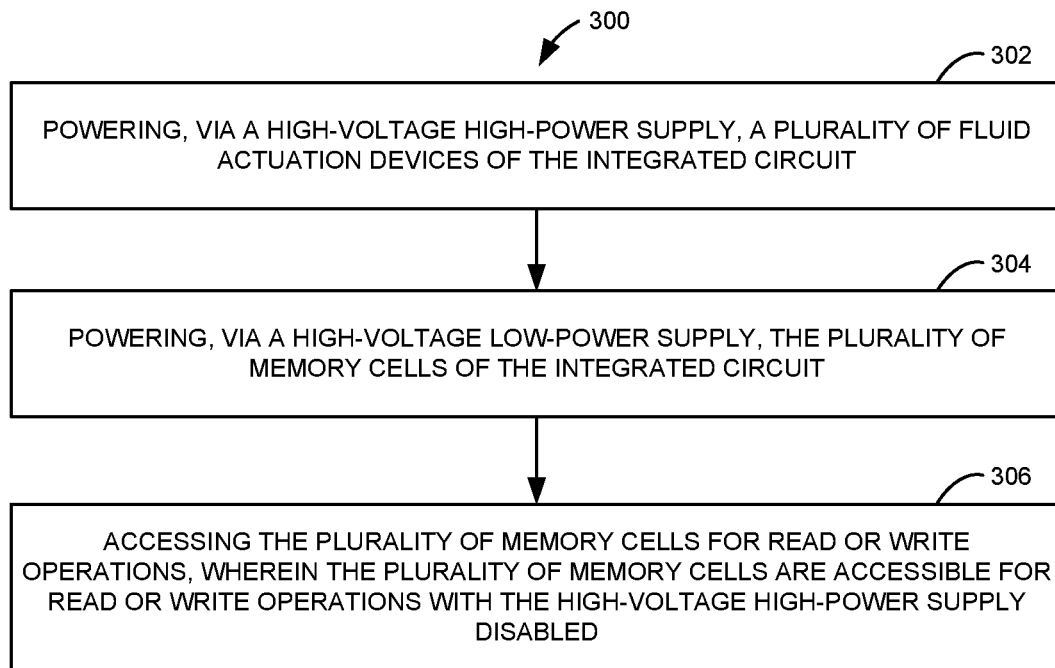 300
302
POWERING, VIA A HIGH-VOLTAGE HIGH-POWER SUPPLY, A PLURALITY OF FLUID
ACTUATION DEVICES OF THE INTEGRATED CIRCUIT
304
POWERING, VIA A HIGH-VOLTAGE LOW-POWER SUPPLY, THE PLURALITY OF
MEMORY CELLS OF THE INTEGRATED CIRCUIT
306
ACCESSING THE PLURALITY OF MEMORY CELLS FOR READ OR WRITE
OPERATIONS, WHEREIN THE PLURALITY OF MEMORY CELLS ARE ACCESSIBLE FOR
READ OR WRITE OPERATIONS WITH THE HIGH-VOLTAGE HIGH-POWER SUPPLY
DISABLED